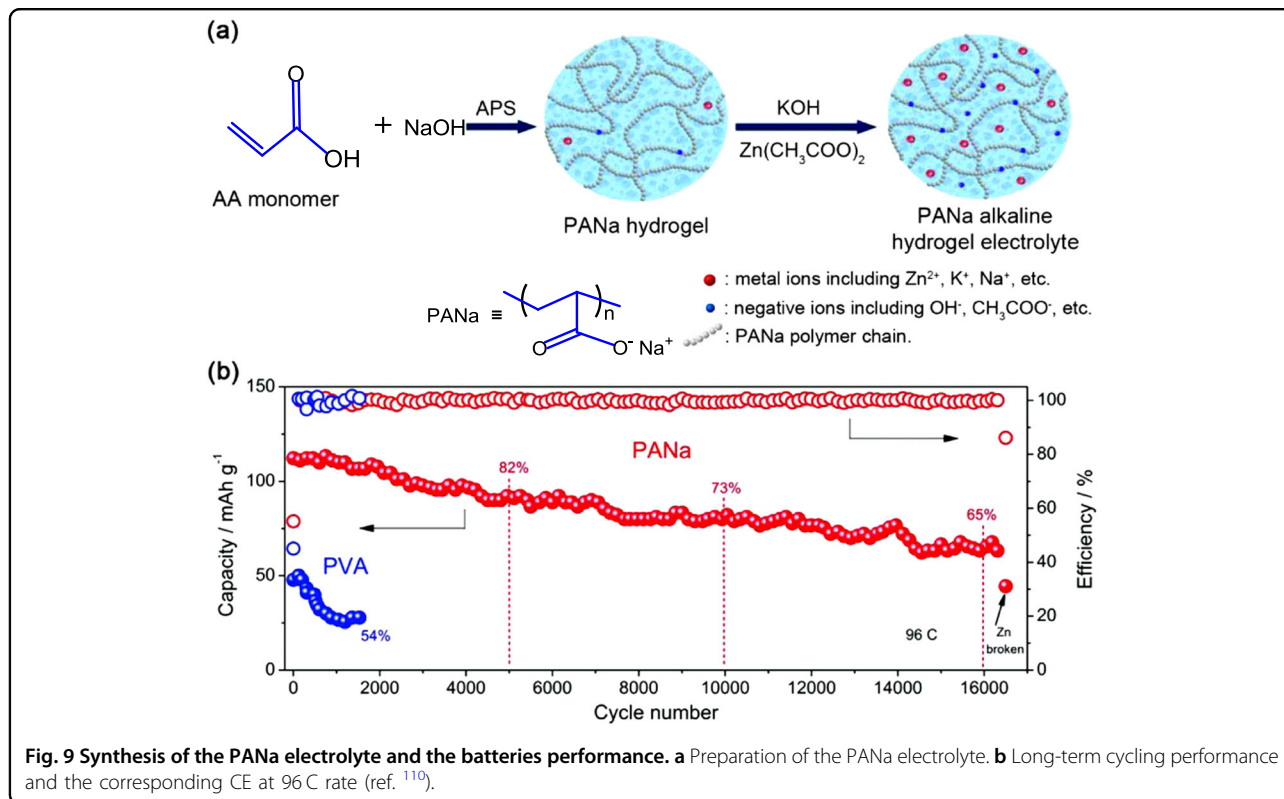 (a)
O
OH
AA monomer
+ NaOH
APS
PANa hydrogel
KOH
Zn(CH₃COO)₂
PANa alkaline
hydrogel electrolyte
PANa ≡
( )n
O O⁻ Na⁺
: metal ions including Zn²⁺, K⁺, Na⁺, etc.
: negative ions including OH⁻, CH₃COO⁻, etc.
: PANa polymer chain.
(b)
150
100
50
0
Capacity / mAh g⁻¹
PANa
PVA
54%
82%
73%
65%
96 C
Zn
broken
100
80
60
40
20
0
Efficiency / %
0 2000 4000 6000 8000 10000 12000 14000 16000
Cycle number
Fig. 9 Synthesis of the PANa electrolyte and the batteries performance. a Preparation of the PANa electrolyte. b Long-term cycling performance
and the corresponding CE at 96 C rate (ref. ¹¹⁰).